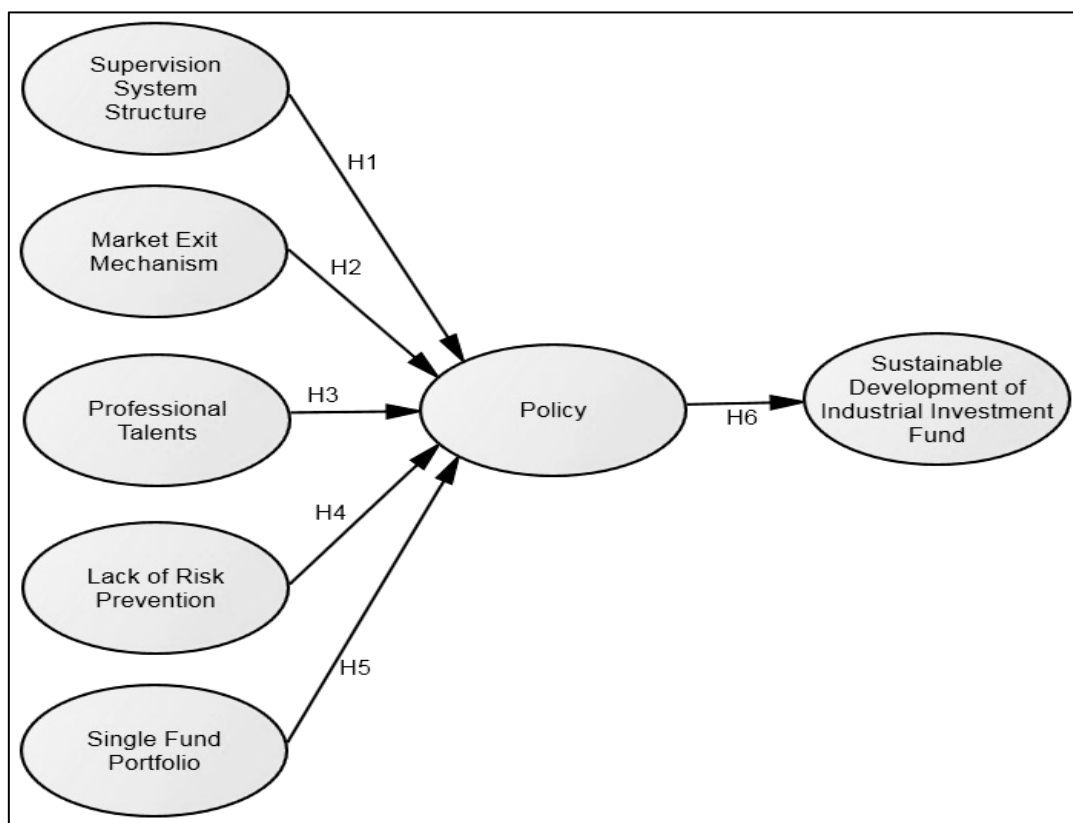 Supervision
System
Structure
H1
Market Exit
Mechanism
H2
Professional
Talents
H3
Policy
H6
Sustainable
Development of
Industrial Investment
Fund
Lack of Risk
Prevention
H4
Single Fund
Portfolio
H5